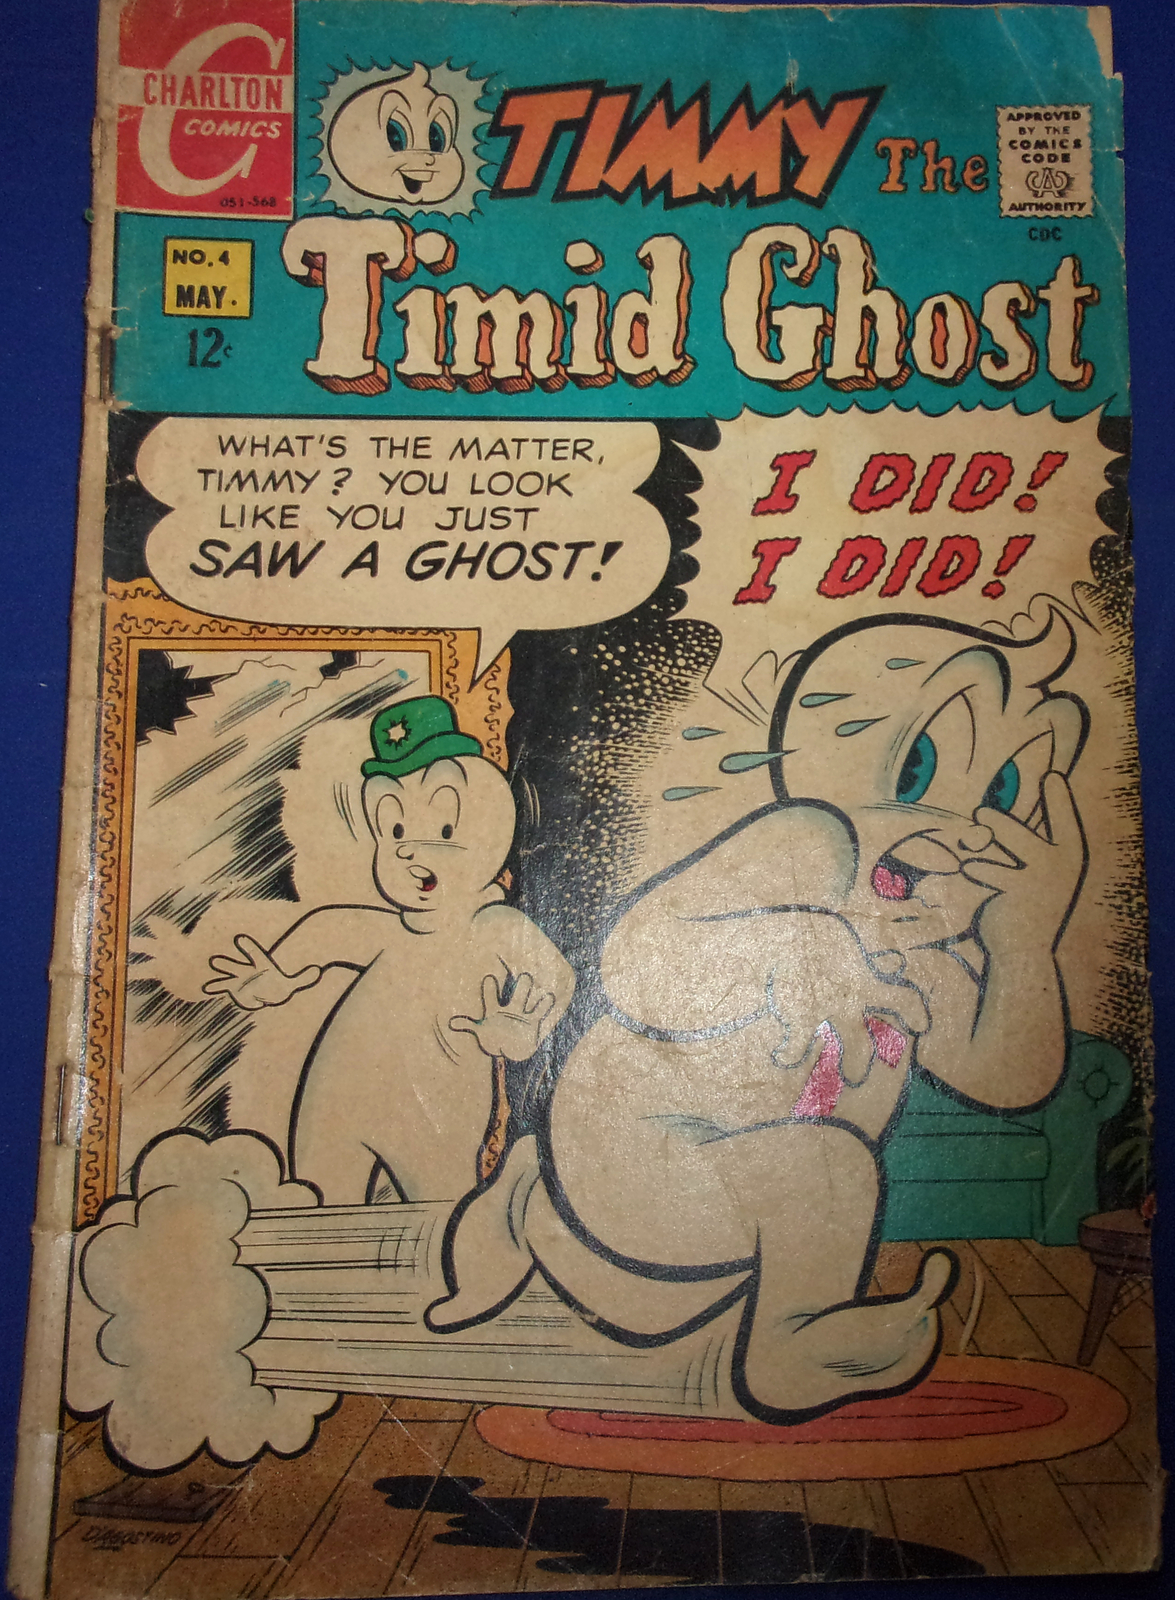 CHARLTON
COMICS
051-568
TIMMY The
Timid Ghost
APPROVED
BY THE
COMICS
CODE
AUTHORITY
CDC
NO. 4
MAY.
12¢
WHAT'S THE MATTER,
TIMMY? YOU LOOK
LIKE YOU JUST
SAW A GHOST!
I DID!
I DID!
D'AGOSTINO